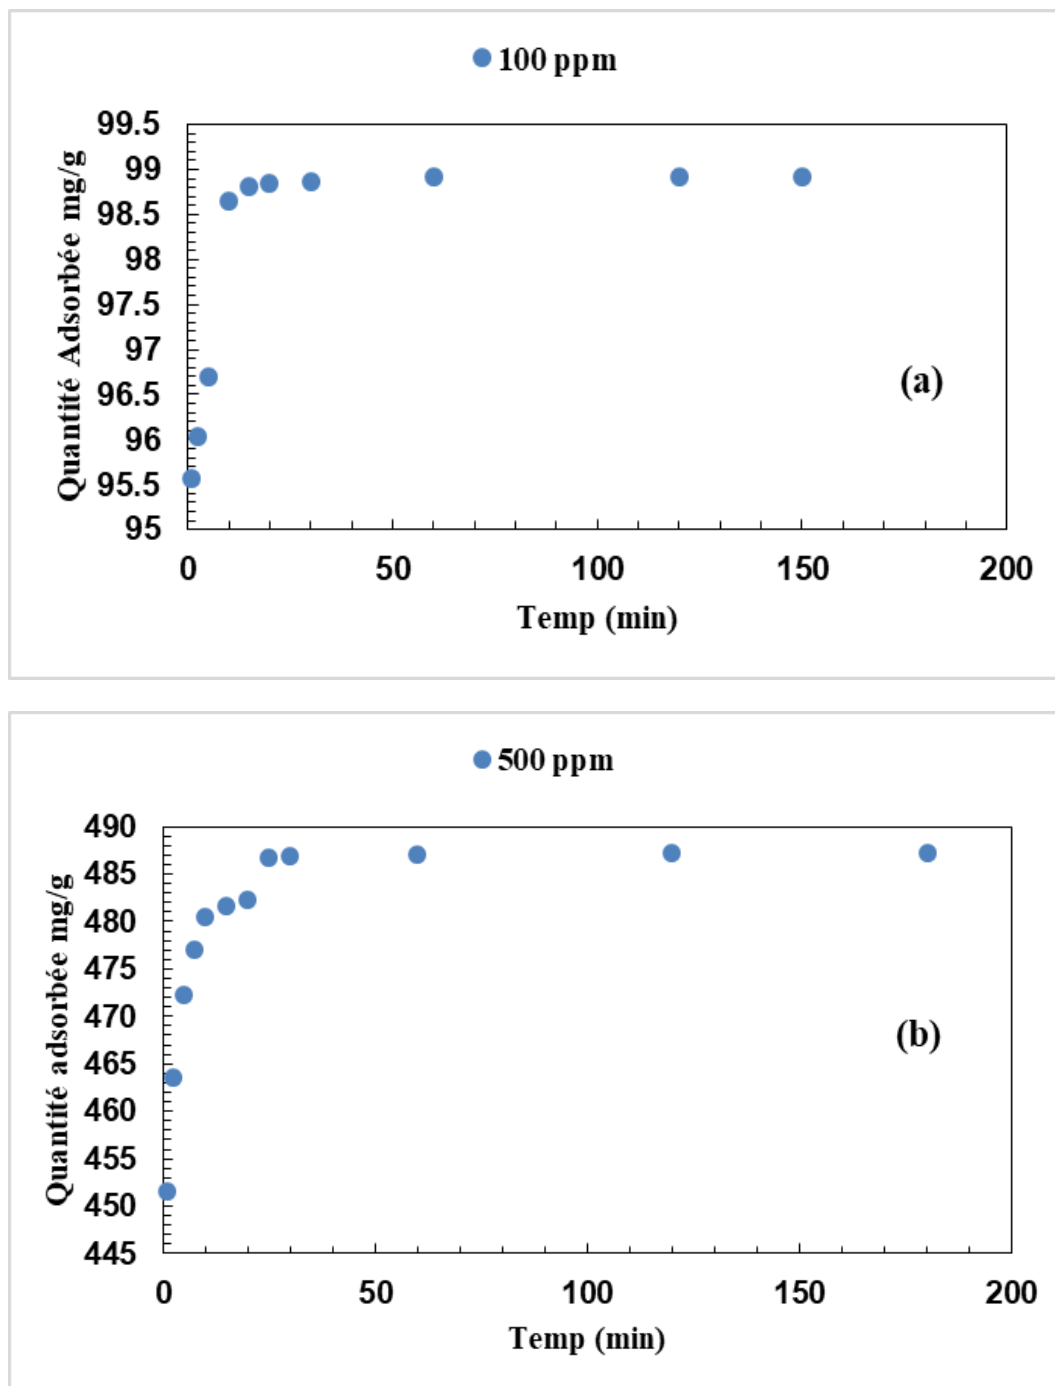 100 ppm
99.5
99
98.5
98
97.5
97
96.5
96
95.5
95
Quantité Adsorbée mg/g
(a)
0 50 100 150 200
Temp (min)
500 ppm
490
485
480
475
470
465
460
455
450
445
Quantité adsorbée mg/g
(b)
0 50 100 150 200
Temp (min)